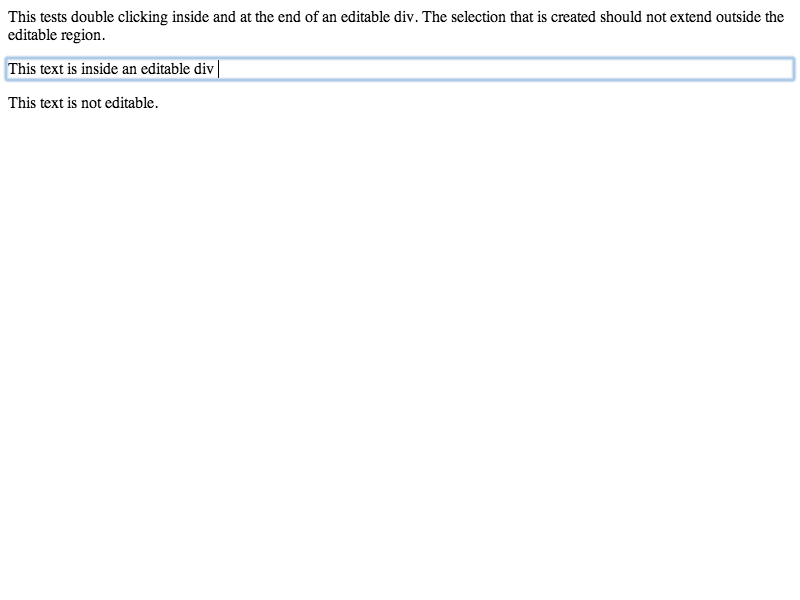 This tests double clicking inside and at the end of an editable div. The selection that is created should not extend outside the
editable region.
This text is inside an editable div
This text is not editable.